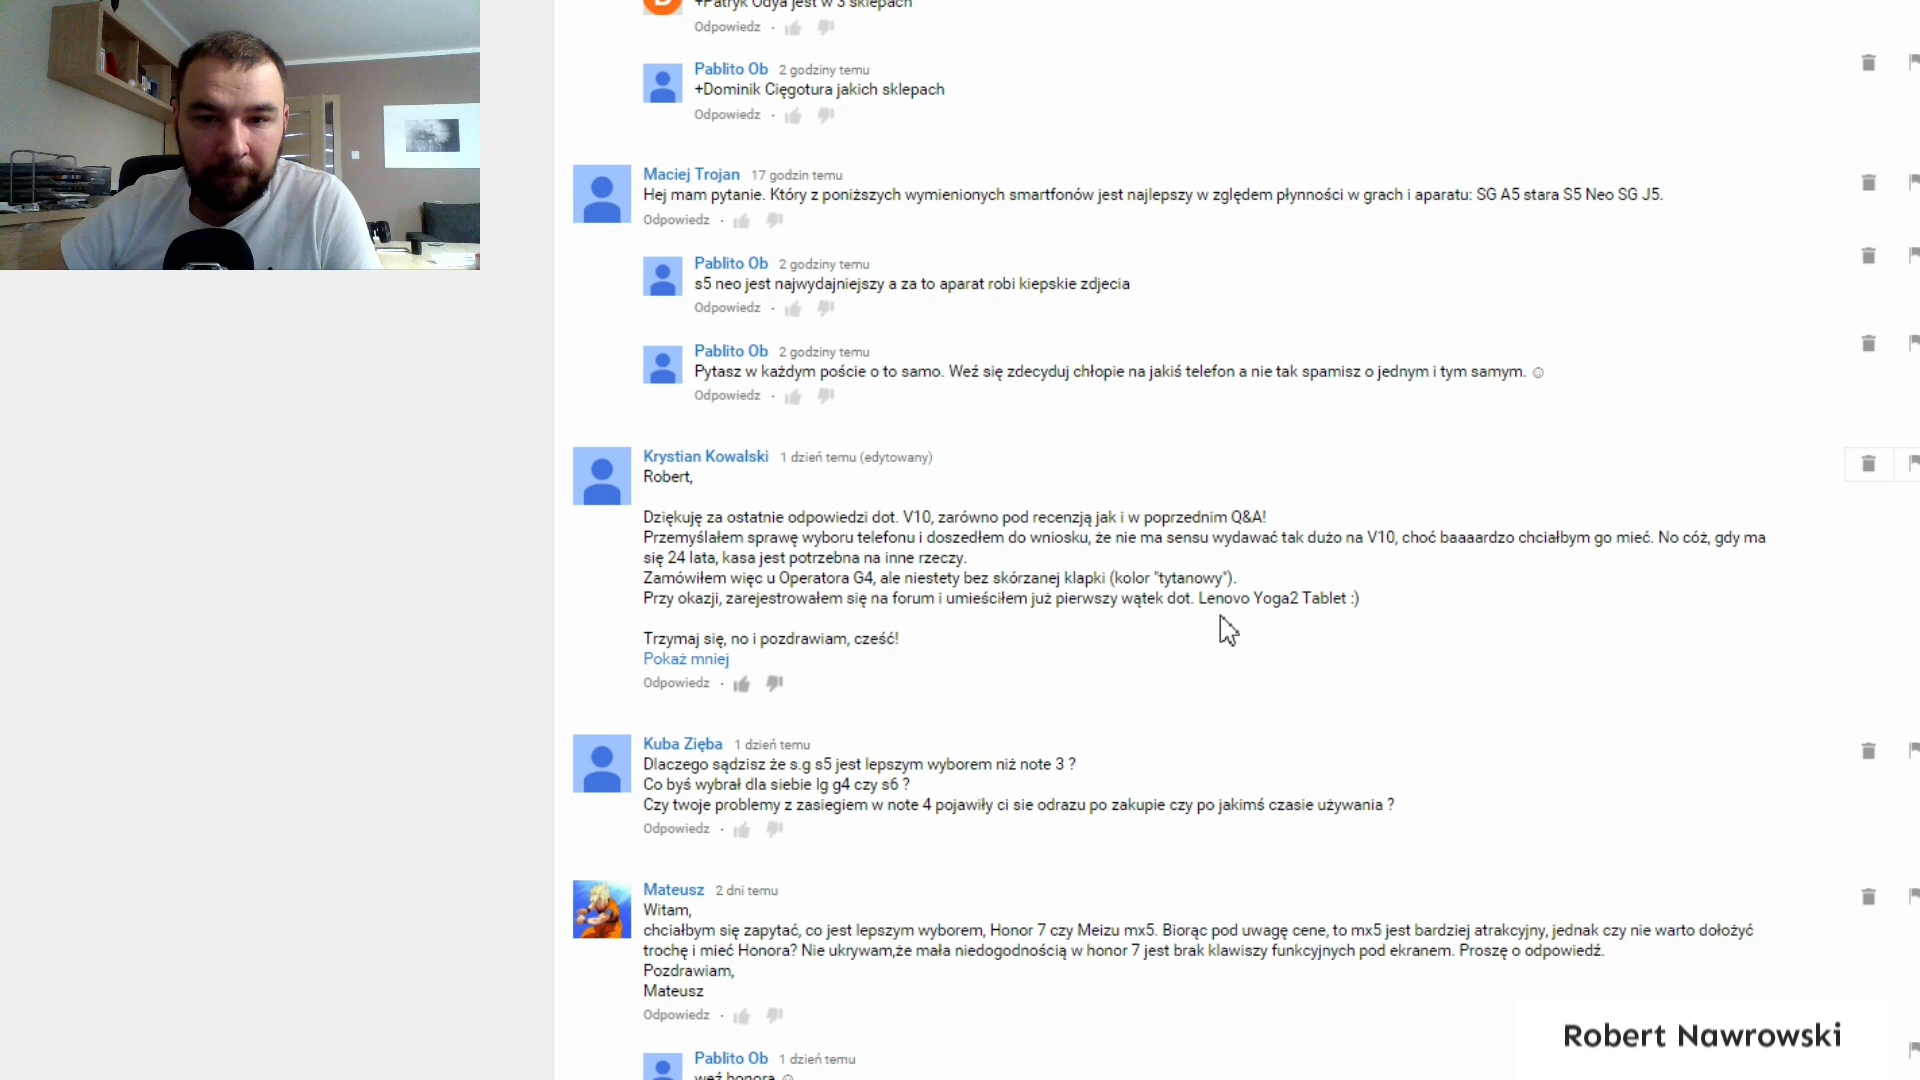 +Patryk Odya jest w 3 sklepach
Odpowiedz ·
Pablito Ob 2 godziny temu
+Dominik Cięgotura jakich sklepach
Odpowiedz ·
Maciej Trojan 17 godzin temu
Hej mam pytanie. Który z poniższych wymienionych smartfonów jest najlepszy w zględem płynności w grach i aparatu: SG A5 stara S5 Neo SG J5.
Odpowiedz ·
Pablito Ob 2 godziny temu
s5 neo jest najwydajniejszy a za to aparat robi kiepskie zdjecia
Odpowiedz ·
Pablito Ob 2 godziny temu
Pytasz w każdym poście o to samo. Weź się zdecyduj chłopie na jakiś telefon a nie tak spamisz o jednym i tym samym. ☺
Odpowiedz ·
Krystian Kowalski 1 dzień temu (edytowany)
Robert,
Dziękuję za ostatnie odpowiedzi dot. V10, zarówno pod recenzją jak i w poprzednim Q&A!
Przemyślałem sprawę wyboru telefonu i doszedłem do wniosku, że nie ma sensu wydawać tak dużo na V10, choć baaaardzo chciałbym go mieć. No cóż, gdy ma
się 24 lata, kasa jest potrzebna na inne rzeczy.
Zamówiłem więc u Operatora G4, ale niestety bez skórzanej klapki (kolor "tytanowy").
Przy okazji, zarejestrowałem się na forum i umieściłem już pierwszy wątek dot. Lenovo Yoga2 Tablet :)
Trzymaj się, no i pozdrawiam, cześć!
Pokaż mniej
Odpowiedz ·
Kuba Zięba 1 dzień temu
Dlaczego sądzisz że s.g s5 jest lepszym wyborem niż note 3 ?
Co byś wybrał dla siebie lg g4 czy s6 ?
Czy twoje problemy z zasiegiem w note 4 pojawiły ci sie odrazu po zakupie czy po jakimś czasie używania ?
Odpowiedz ·
Mateusz 2 dni temu
Witam,
chciałbym się zapytać, co jest lepszym wyborem, Honor 7 czy Meizu mx5. Biorąc pod uwagę cene, to mx5 jest bardziej atrakcyjny, jednak czy nie warto dołożyć
trochę i mieć Honora? Nie ukrywam,że mała niedogodnością w honor 7 jest brak klawiszy funkcyjnych pod ekranem. Proszę o odpowiedź.
Pozdrawiam,
Mateusz
Odpowiedz ·
Robert Nawrowski
Pablito Ob 1 dzień temu
weź honora ☺